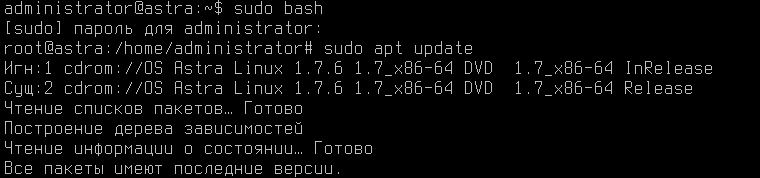 administrator@astra:~$ sudo bash
[sudo] пароль для administrator:
root@astra:/home/administrator# sudo apt update
Игн:1 cdrom://OS Astra Linux 1.7.6 1.7_x86-64 DVD  1.7_x86-64 InRelease
Сущ:2 cdrom://OS Astra Linux 1.7.6 1.7_x86-64 DVD  1.7_x86-64 Release
Чтение списков пакетов… Готово
Построение дерева зависимостей
Чтение информации о состоянии… Готово
Все пакеты имеют последние версии.